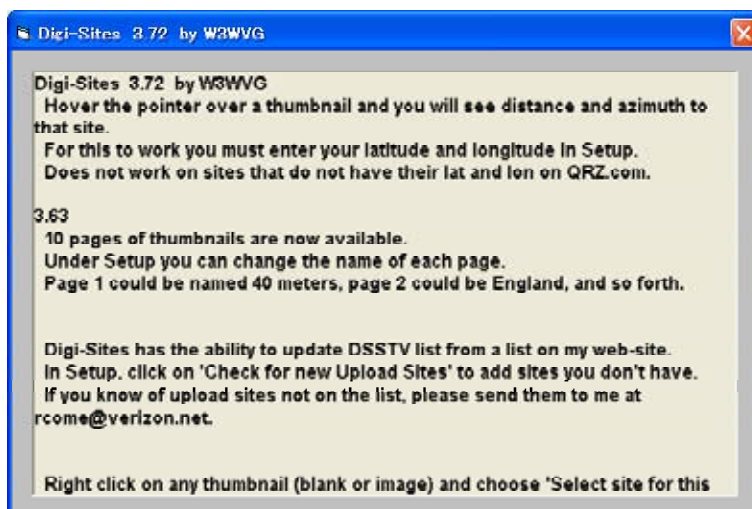 Digi-Sites 3.72 by W3WVG
Digi-Sites 3.72 by W3WVG
Hover the pointer over a thumbnail and you will see distance and azimuth to
that site.
For this to work you must enter your latitude and longitude in Setup.
Does not work on sites that do not have their lat and lon on QRZ.com.
3.63
10 pages of thumbnails are now available.
Under Setup you can change the name of each page.
Page 1 could be named 40 meters, page 2 could be England, and so forth.
Digi-Sites has the ability to update DSSTV list from a list on my web-site.
In Setup, click on 'Check for new Upload Sites' to add sites you don't have.
If you know of upload sites not on the list, please send them to me at
rcome@verizon.net.
Right click on any thumbnail (blank or image) and choose 'Select site for this